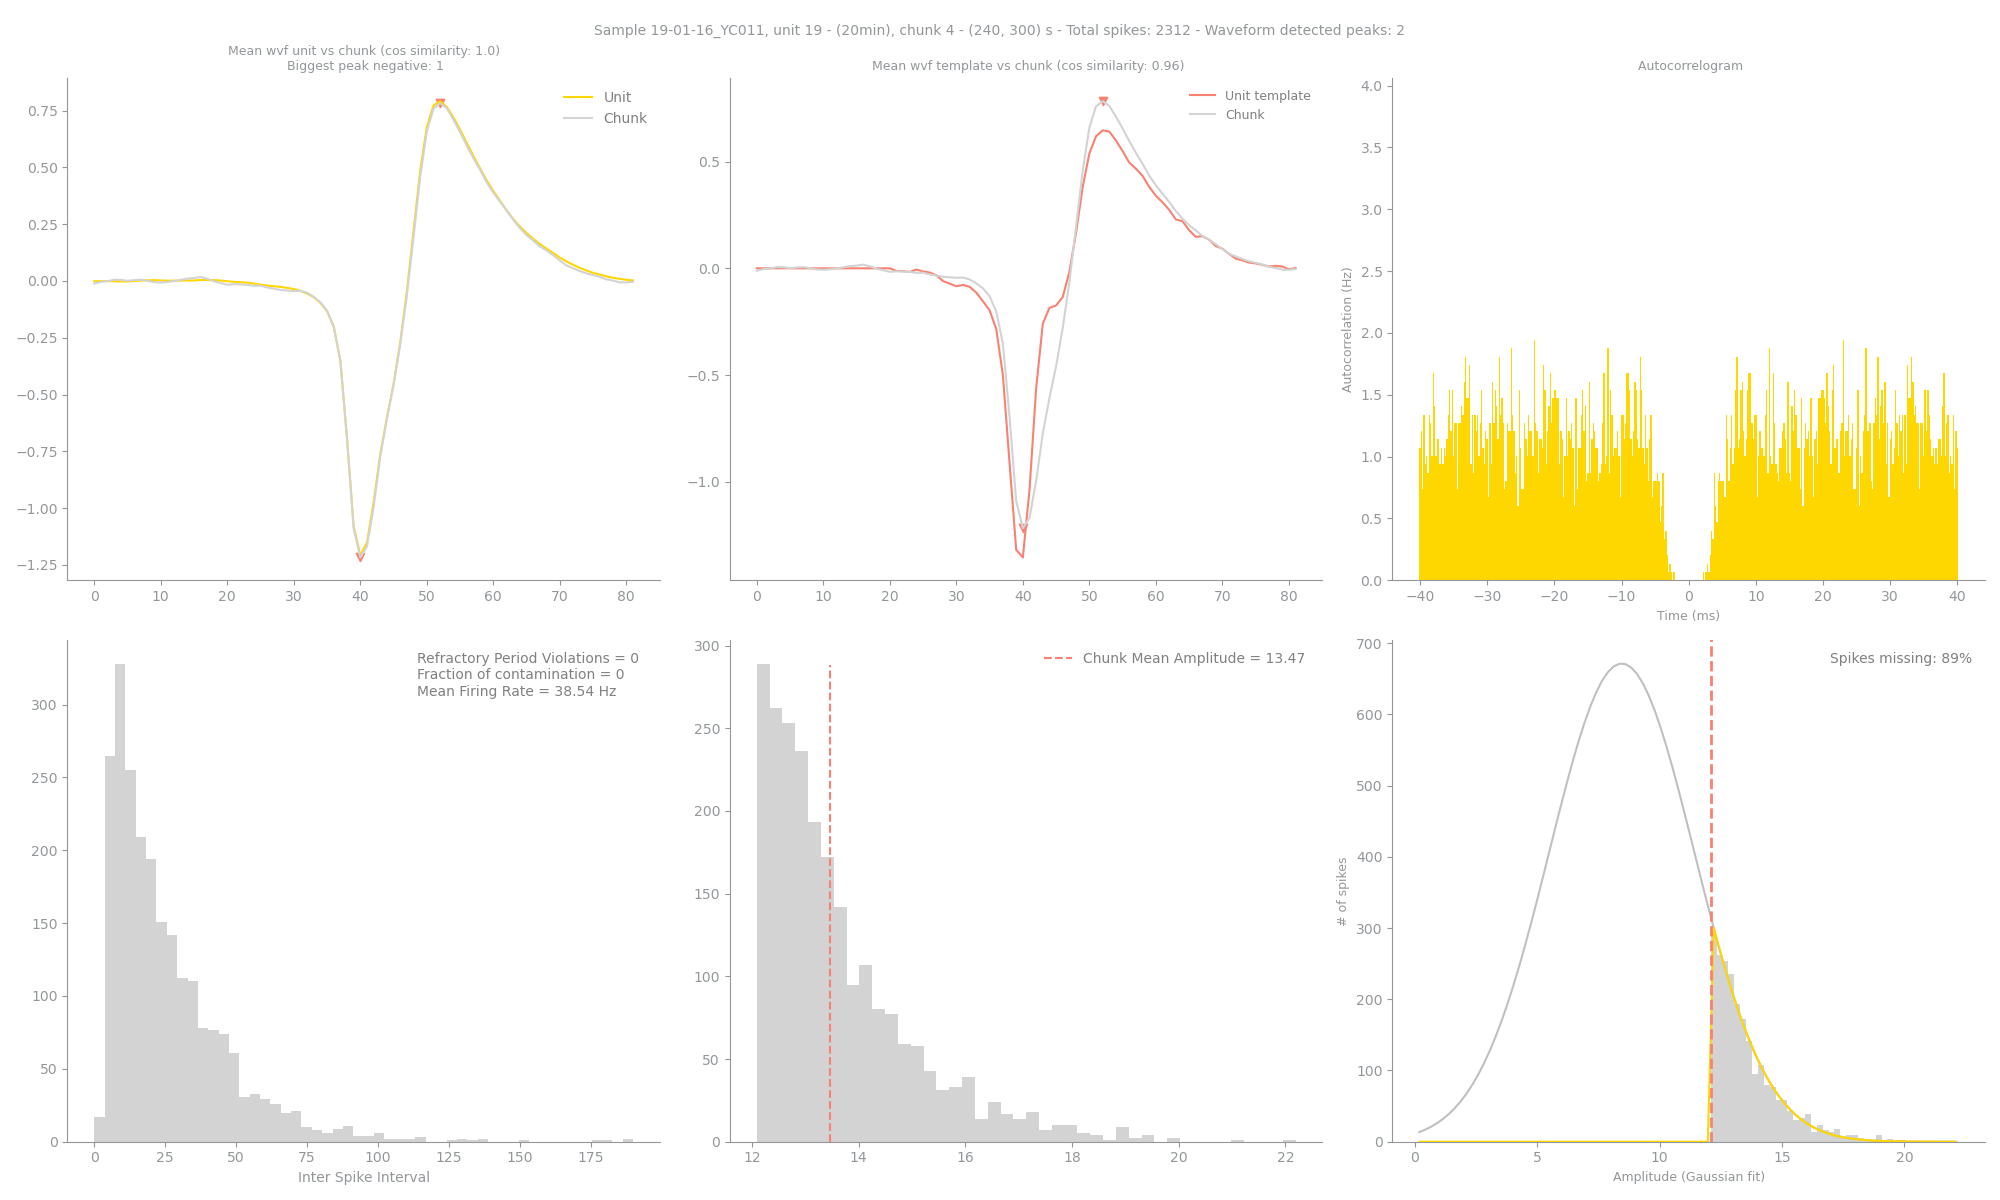 Sample 19-01-16_YC011, unit 19 - (20min), chunk 4 - (240, 300) s - Total spikes: 2312 - Waveform detected peaks: 2
Mean wvf unit vs chunk (cos similarity: 1.0)
Biggest peak negative: 1
Unit
Chunk
0.75
0.50
0.25
0.00
−0.25
−0.50
−0.75
−1.00
−1.25
0 10 20 30 40 50 60 70 80
Mean wvf template vs chunk (cos similarity: 0.96)
Unit template
Chunk
0.5
0.0
−0.5
−1.0
0 10 20 30 40 50 60 70 80
Autocorrelogram
Autocorrelation (Hz)
4.0
3.5
3.0
2.5
2.0
1.5
1.0
0.5
0.0
−40 −30 −20 −10 0 10 20 30 40
Time (ms)
Refractory Period Violations = 0
Fraction of contamination = 0
Mean Firing Rate = 38.54 Hz
300
250
200
150
100
50
0
0 25 50 75 100 125 150 175
Inter Spike Interval
Chunk Mean Amplitude = 13.47
300
250
200
150
100
50
0
12 14 16 18 20 22
Spikes missing: 89%
# of spikes
700
600
500
400
300
200
100
0
0 5 10 15 20
Amplitude (Gaussian fit)